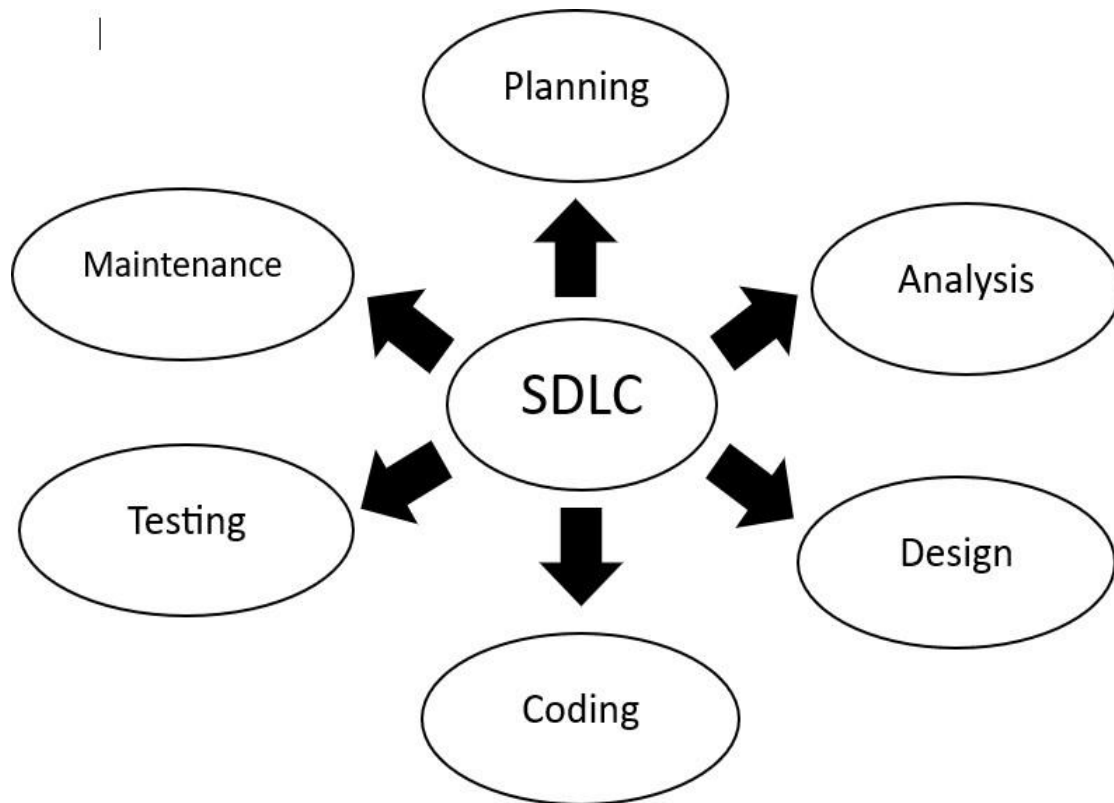 Planning
Maintenance
Analysis
SDLC
Testing
Design
Coding